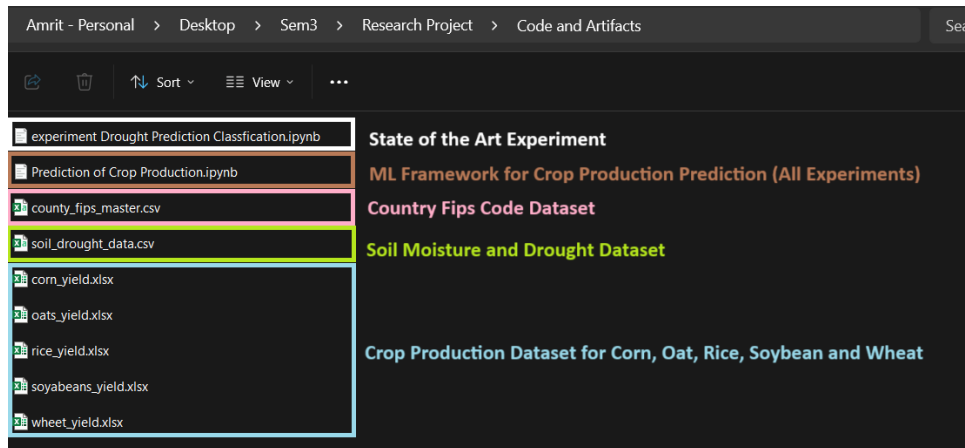 Amrit - Personal > Desktop > Sem3 > Research Project > Code and Artifacts Sea
Sort View ...
experiment Drought Prediction Classfication.ipynb State of the Art Experiment
Prediction of Crop Production.ipynb ML Framework for Crop Production Prediction (All Experiments)
county_fips_master.csv Country Fips Code Dataset
soil_drought_data.csv Soil Moisture and Drought Dataset
corn_yield.xlsx
oats_yield.xlsx
rice_yield.xlsx Crop Production Dataset for Corn, Oat, Rice, Soybean and Wheat
soyabeans_yield.xlsx
wheet_yield.xlsx